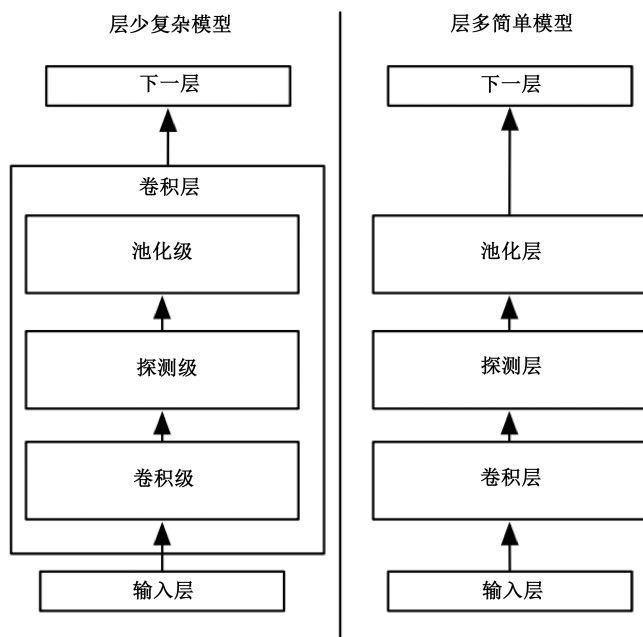 层少复杂模型
下一层
卷积层
池化级
探测级
卷积级
输入层
层多简单模型
下一层
池化层
探测层
卷积层
输入层